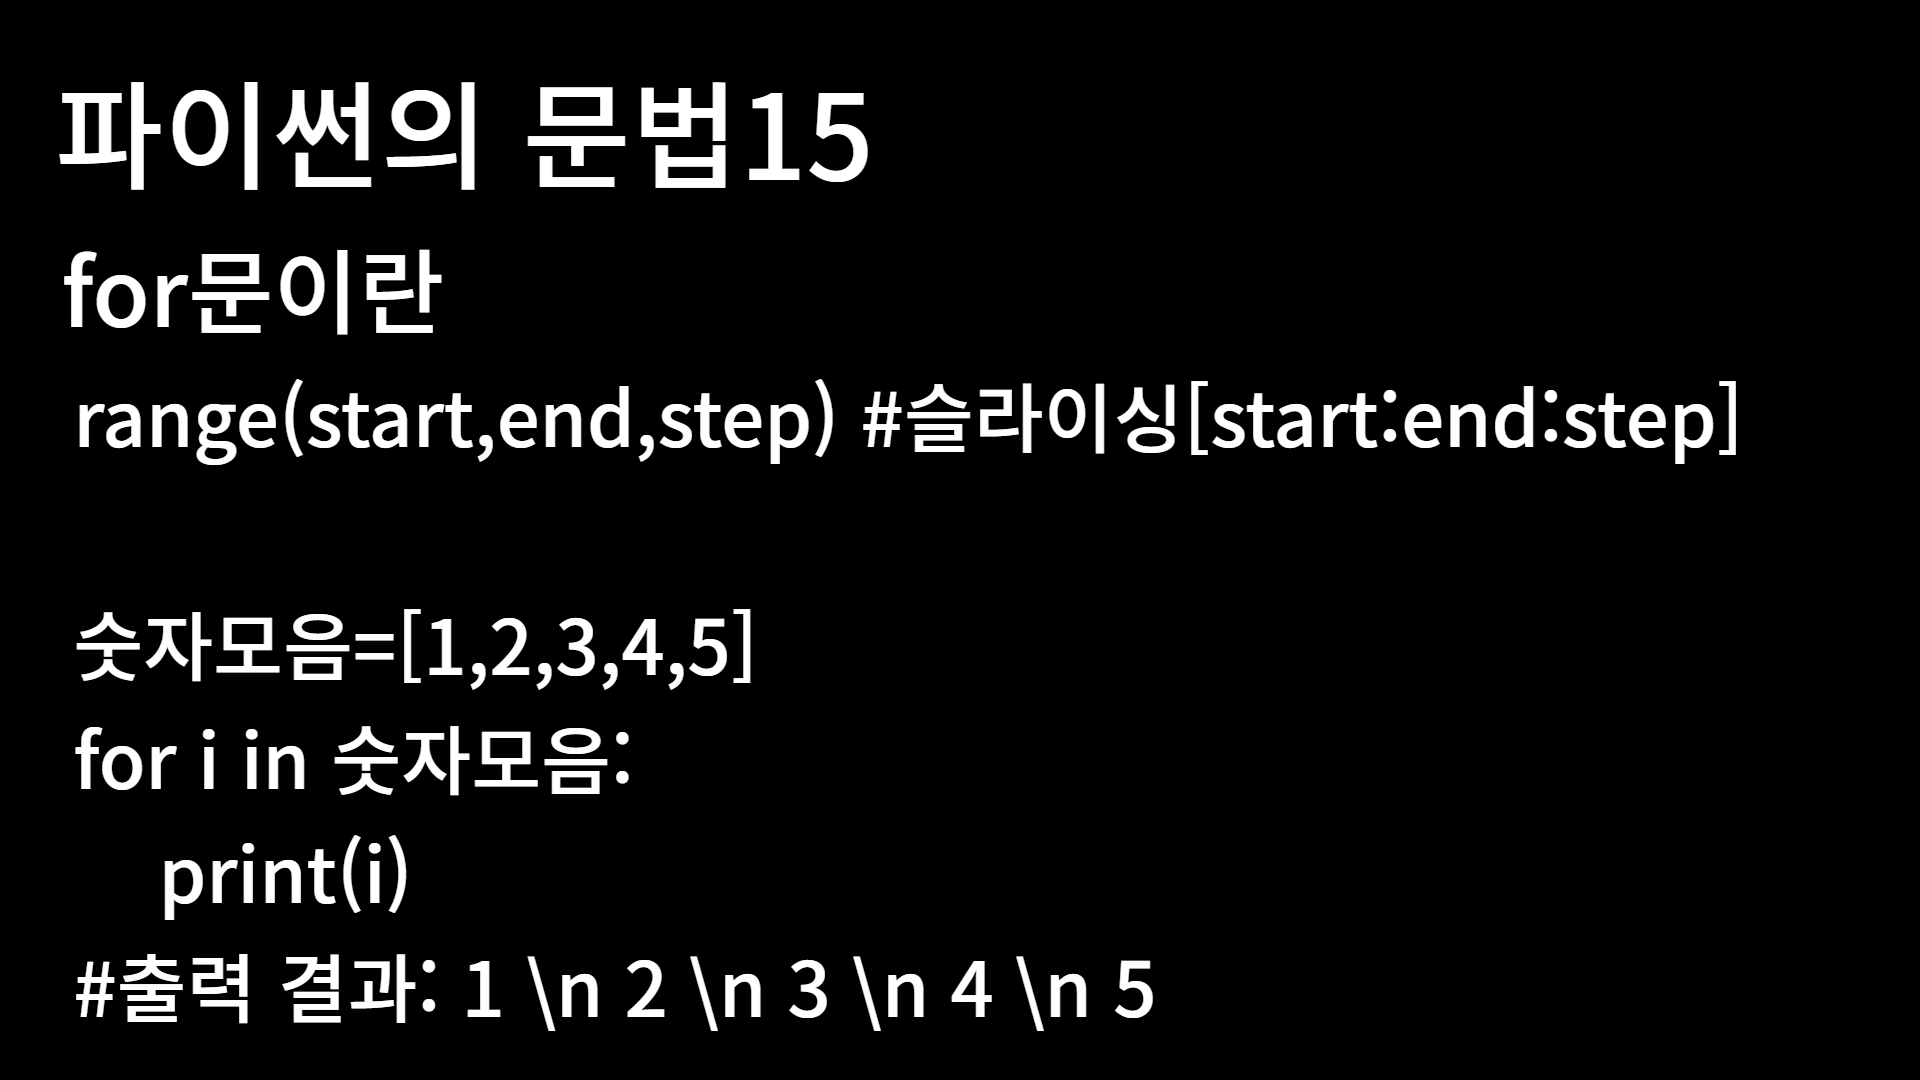 파이썬의 문법15
for문이란
range(start,end,step) #슬라이싱[start:end:step]
숫자모음=[1,2,3,4,5]
for i in 숫자모음:
    print(i)
#출력 결과: 1 \n 2 \n 3 \n 4 \n 5